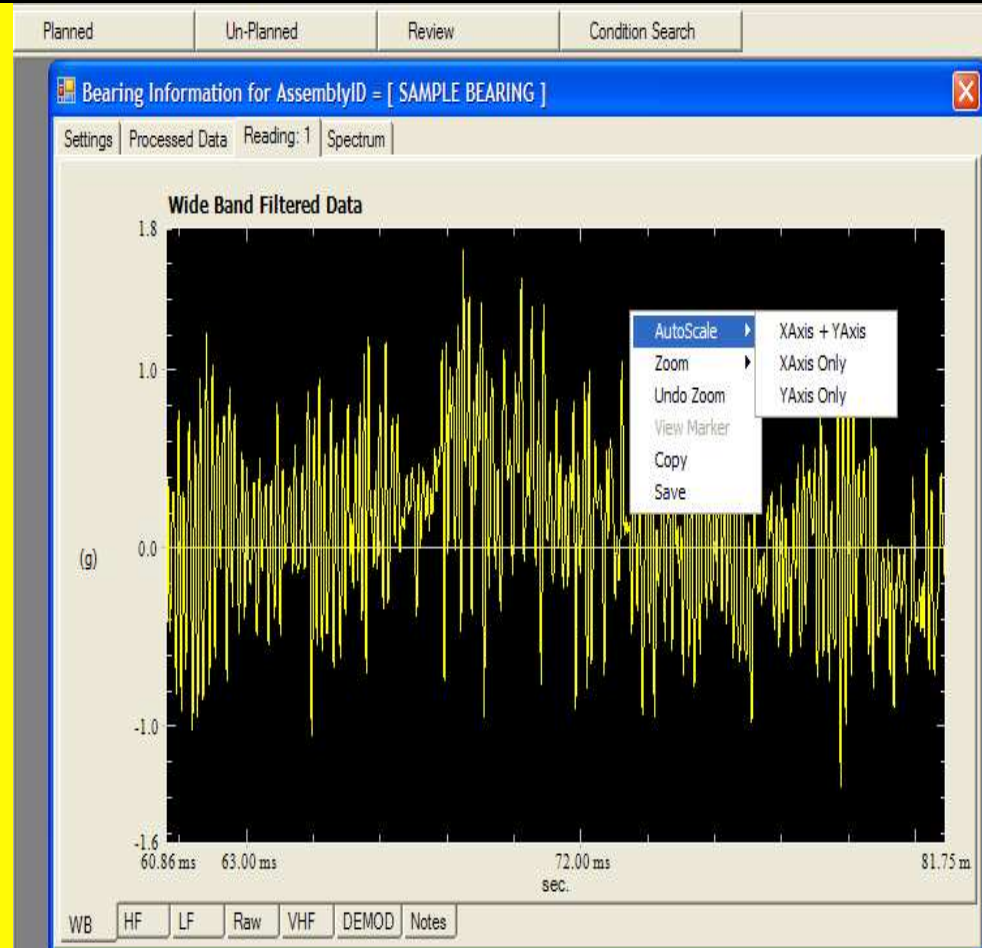 Planned Un-Planned Review Condition Search
Bearing Information for AssemblyID = [ SAMPLE BEARING ]
Settings Processed Data Reading: 1 Spectrum
Wide Band Filtered Data
1.8
AutoScale XAxis + YAxis
Zoom XAxis Only
Undo Zoom YAxis Only
View Marker
Copy
Save
1.0
(g) 0.0
-1.0
-1.6
60.86 ms 63.00 ms 72.00 ms 81.75 m
sec.
WB HF LF Raw VHF DEMOD Notes